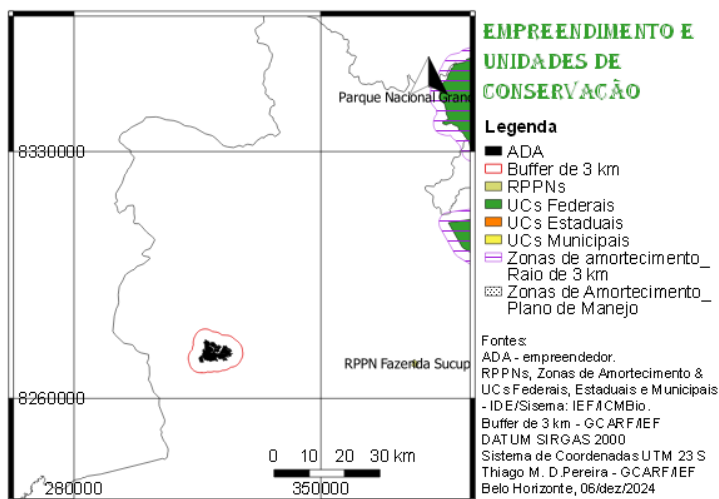 EMPREENDIMENTO E
UNIDADES DE
CONSERVAÇÃO
Legenda
ADA
Buffer de 3 km
RPPNs
UCs Federais
UCs Estaduais
UCs Municipais
Zonas de amortecimento_
Raio de 3 km
Zonas de Amortecimento_
Plano de Manejo
Fontes:
ADA - empreendedor.
RPPNs, Zonas de Amortecimento &
UCs Federais, Estaduais e Municipais
- IDE/Sisema: IEF/ICMBio.
Buffer de 3 km - GCARF/IEF
DATUM SIRGAS 2000
Sistema de Coordenadas UTM 23 S
Thiago M. D.Pereira - GCARF/IEF
Belo Horizonte, 06/dez/2024
Parque Nacional Grand
8330000
RPPN Fazenda Sucup
8260000
0 10 20 30 km
280000 350000